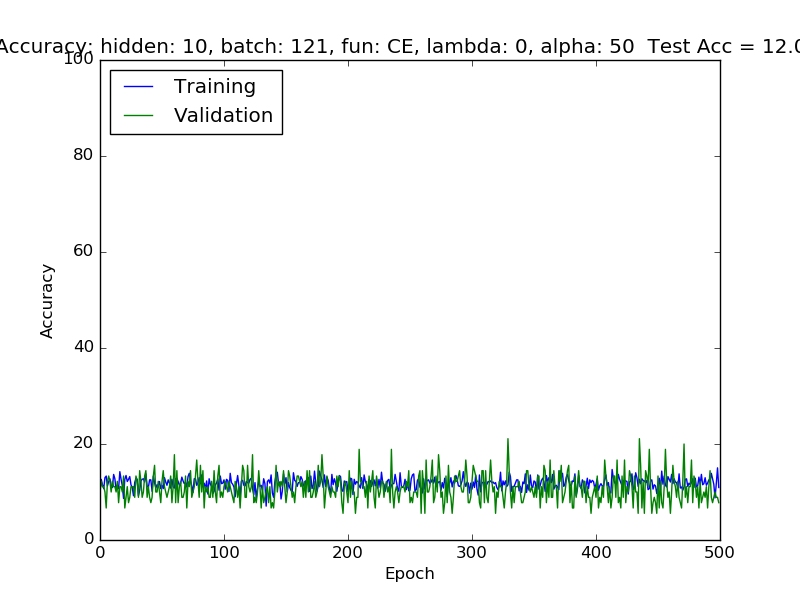 Accuracy: hidden: 10, batch: 121, fun: CE, lambda: 0, alpha: 50  Test Acc = 12.0
100
Training
Validation
80
60
Accuracy
40
20
0
0 100 200 300 400 500
Epoch